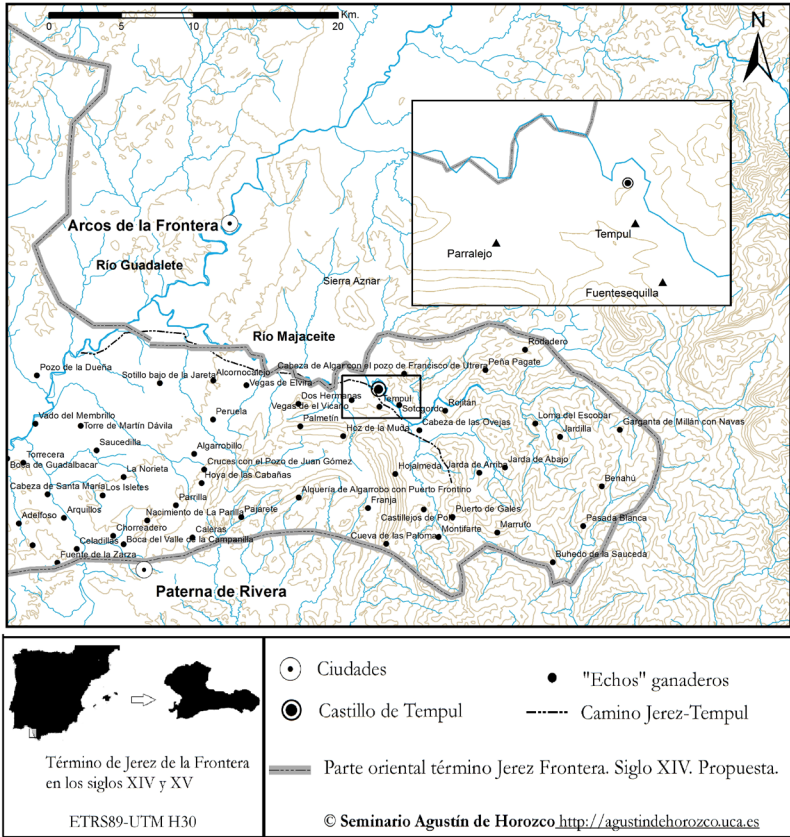 0 5 10 20 Km.
N
Arcos de la Frontera
Río Guadalete
Sierra Aznar
Tempul
Parralejo
Fuentesequilla
Río Majaceite
Rodadero
Pozo de la Dueña
Cabeza de Algar con el pozo de Francisco de Utrera
Peña Pagate
Sotillo bajo de la Jareta
Alcornocalejo
Vegas de Elvira
Dos Hermanas
Tempul
Vegas de el Vicario
Sotogordo
Rejitán
Vado del Membrillo
Peruela
Palmetín
Cabeza de las Ovejas
Loma del Escobar
Torre de Martín Dávila
Hoz de la Muda
Jardilla
Garganta de Millán con Navas
Saucedilla
Algarrobillo
Torrecera
Boca de Guadalbacar
Cruces con el Pozo de Juan Gómez
La Norieta
Hoya de las Cabañas
Hojalmeda
Jarda de Arriba
Jarda de Abajo
Cabeza de Santa María
Los Isletes
Benahú
Parrilla
Alquería de Algarrobo con Puerto Frontino
Arquillos
Franja
Adelfoso
Nacimiento de La Parilla
Pajarete
Castillejos de Polo
Puerto de Gales
Chorreadero
Caleras
Montifarte
Marrufo
Pasada Blanca
Celadillas
Boca del Valle de la Campanilla
Cueva de las Palomas
Fuente de la Zarza
Buhedo de la Sauceda
Paterna de Rivera
Término de Jerez de la Frontera
en los siglos XIV y XV
ETRS89-UTM H30
Ciudades
"Echos" ganaderos
Castillo de Tempul
Camino Jerez-Tempul
Parte oriental término Jerez Frontera. Siglo XIV. Propuesta.
© Seminario Agustín de Horozco http://agustindehorozco.uca.es